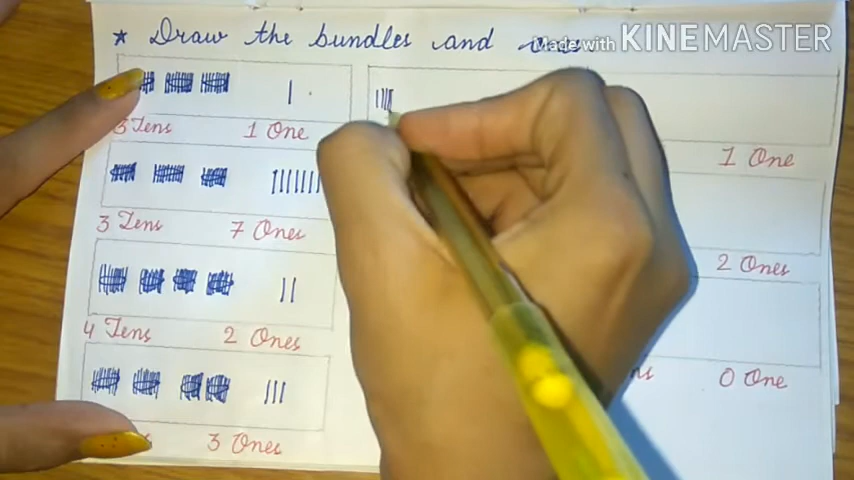 ★ Draw the bundles and
Made with KINEMASTER
3 Tens 1 One
1 One
3 Tens 7 Ones
2 Ones
4 Tens 2 Ones
0 One
3 Ones